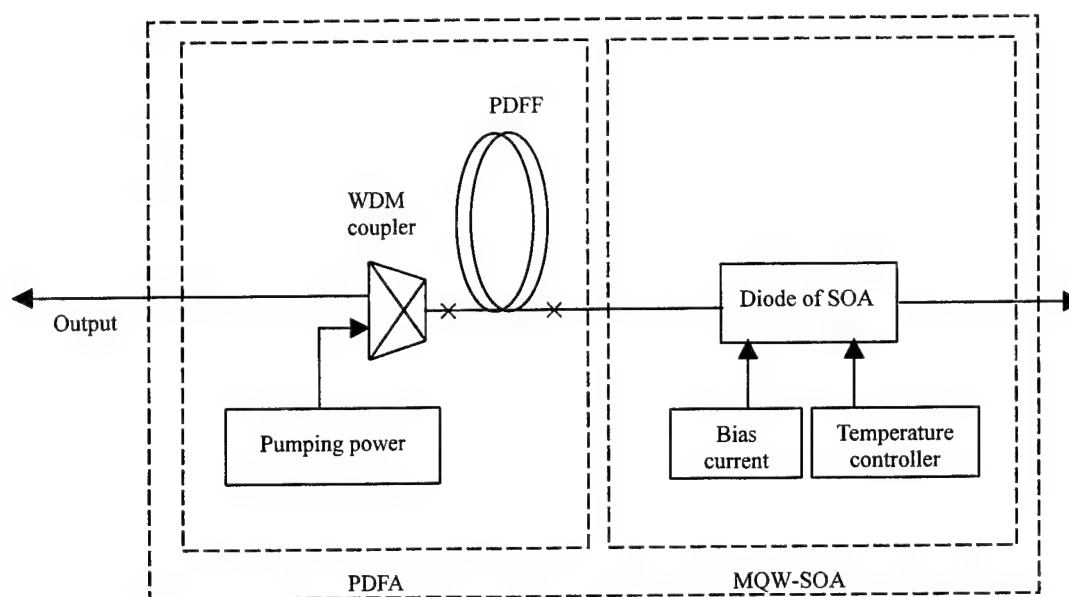 PDFF
WDM
coupler
Diode of SOA
Output
Pumping power
Bias
current
Temperature
controller
PDFA
MQW-SOA